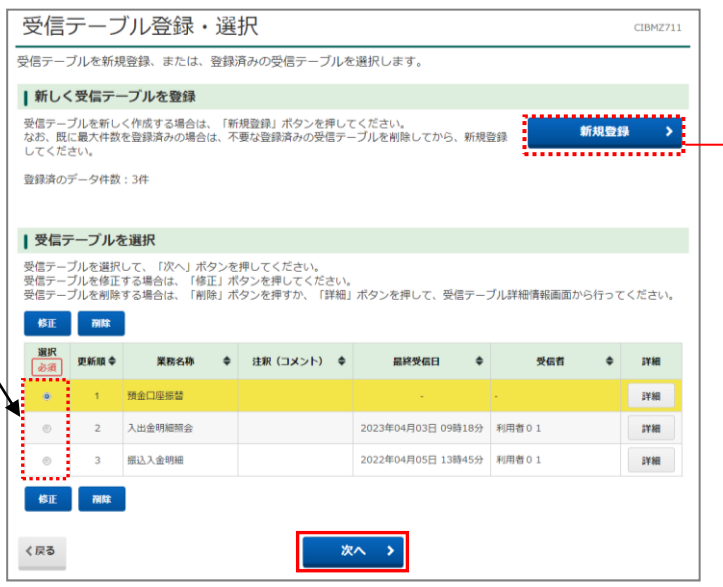 受信テーブル登録・選択
CIBMZ711
受信テーブルを新規登録、または、登録済みの受信テーブルを選択します。
新しく受信テーブルを登録
受信テーブルを新しく作成する場合は、「新規登録」ボタンを押してください。
なお、既に最大件数を登録済みの場合は、不要な登録済みの受信テーブルを削除してから、新規登録
してください。
新規登録
登録済のデータ件数：3件
受信テーブルを選択
受信テーブルを選択して、「次へ」ボタンを押してください。
受信テーブルを修正する場合は、「修正」ボタンを押してください。
受信テーブルを削除する場合は、「削除」ボタンを押すか、「詳細」ボタンを押して、受信テーブル詳細情報画面から行ってください。
修正 削除
選択 必須 更新順 業務名称 注釈（コメント） 最終受信日 受信者 詳細
1 預金口座振替 - - 詳細
2 入出金明細照会 2023年04月03日 09時18分 利用者０１ 詳細
3 振込入金明細 2022年04月05日 13時45分 利用者０１ 詳細
修正 削除
戻る
次へ